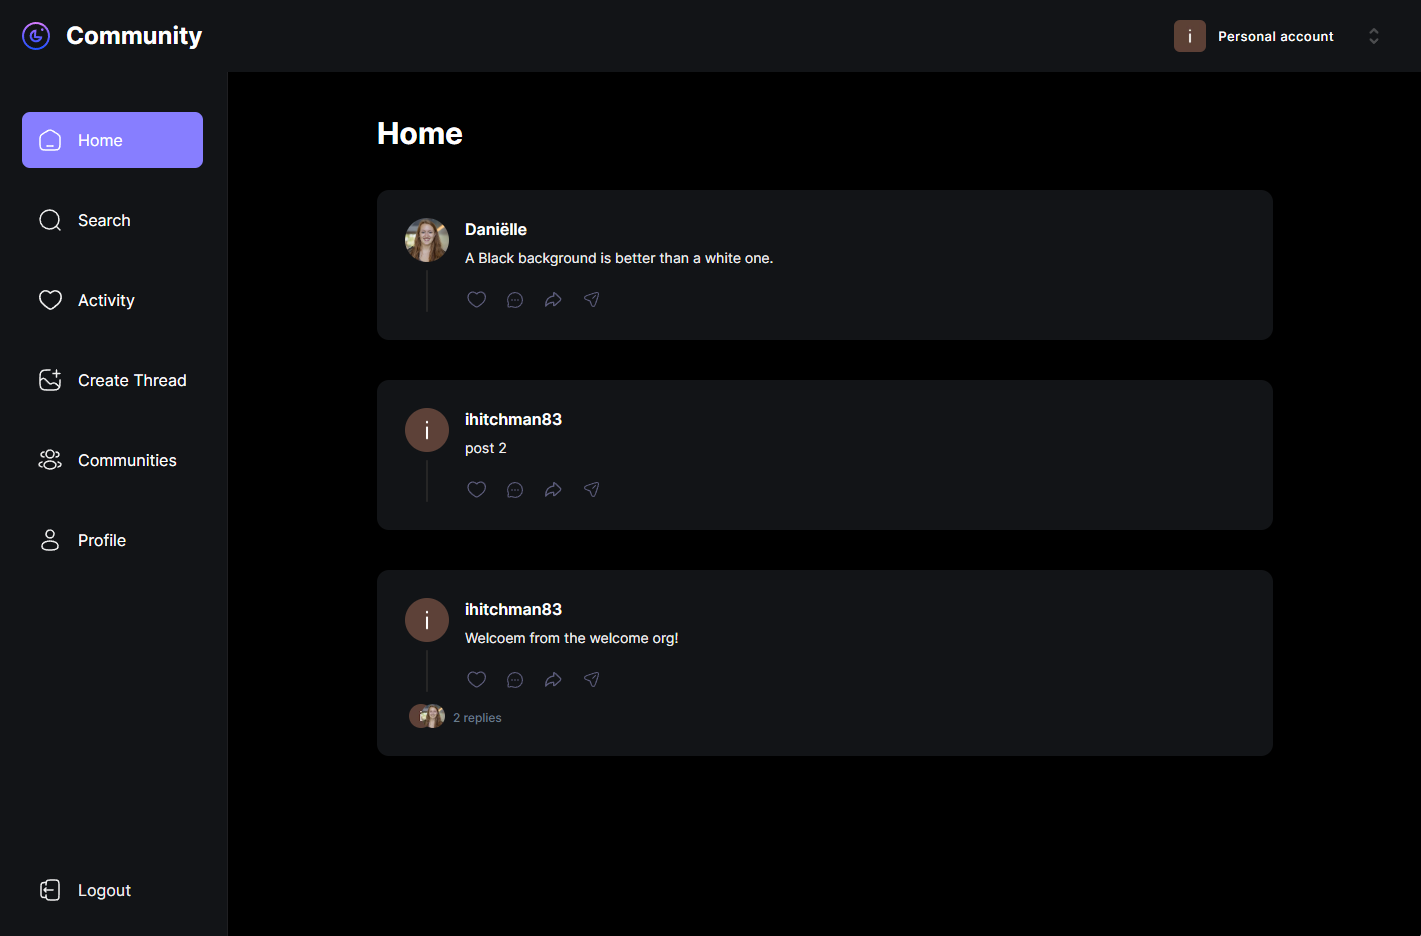 Community
i
Personal account
Home
Search
Activity
Create Thread
Communities
Profile
Logout
Home
Daniëlle
A Black background is better than a white one.
i
ihitchman83
post 2
i
ihitchman83
Welcoem from the welcome org!
i
2 replies